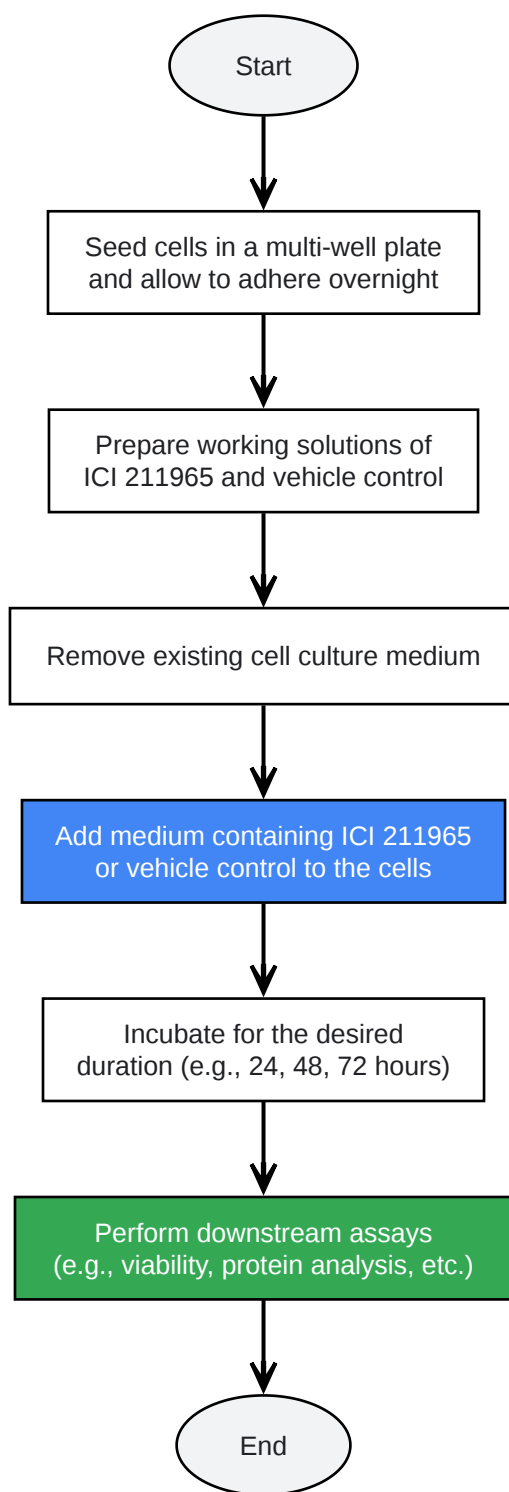 Start
Seed cells in a multi-well plate
and allow to adhere overnight
Prepare working solutions of
ICI 211965 and vehicle control
Remove existing cell culture medium
Add medium containing ICI 211965
or vehicle control to the cells
Incubate for the desired
duration (e.g., 24, 48, 72 hours)
Perform downstream assays
(e.g., viability, protein analysis, etc.)
End